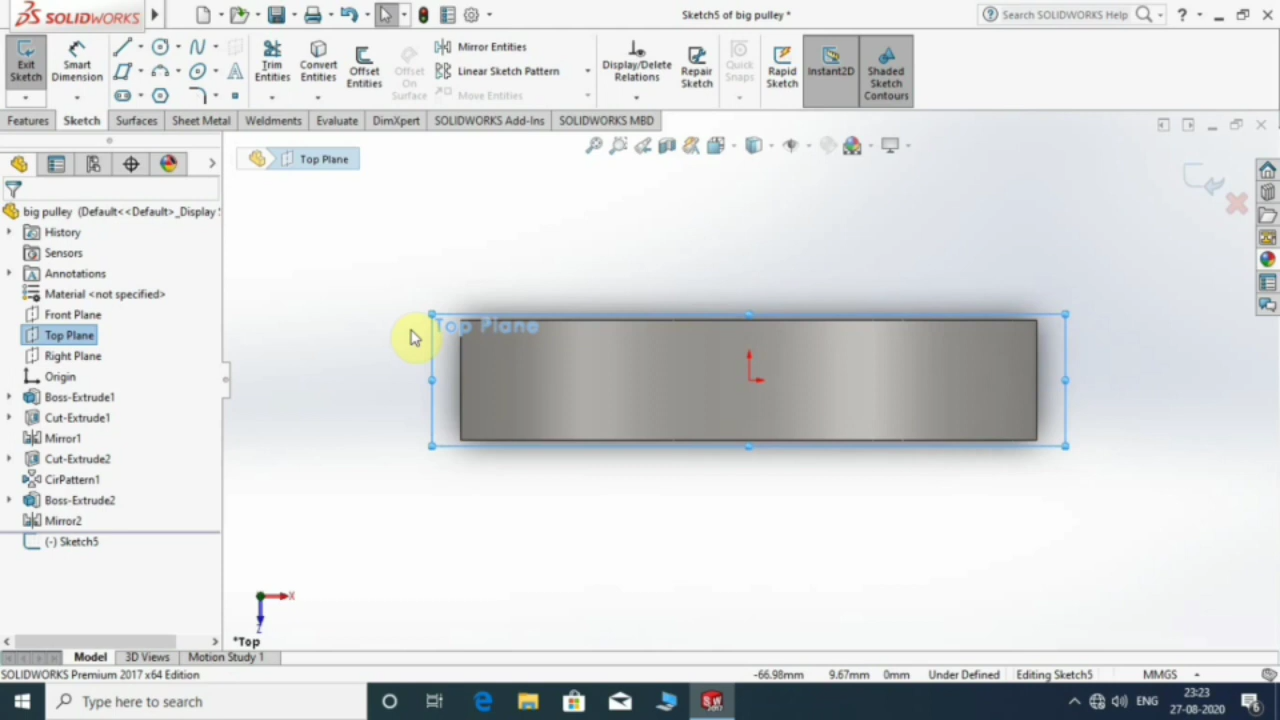 SOLIDWORKS
Sketch5 of big pulley *
Search SOLIDWORKS Help
?
Exit Sketch
Smart Dimension
Trim Entities
Convert Entities
Offset Entities
Offset On Surface
Mirror Entities
Linear Sketch Pattern
Move Entities
Display/Delete Relations
Repair Sketch
Quick Snaps
Rapid Sketch
Instant2D
Shaded Sketch Contours
Features
Sketch
Surfaces
Sheet Metal
Weldments
Evaluate
DimXpert
SOLIDWORKS Add-Ins
SOLIDWORKS MBD
Top Plane
big pulley (Default<<Default>_Display
History
Sensors
Annotations
Material <not specified>
Front Plane
Top Plane
Right Plane
Origin
Boss-Extrude1
Cut-Extrude1
Mirror1
Cut-Extrude2
CirPattern1
Boss-Extrude2
Mirror2
(-) Sketch5
Top Plane
X
Z
*Top
Model
3D Views
Motion Study 1
SOLIDWORKS Premium 2017 x64 Edition
-66.98mm
9.67mm
0mm
Under Defined
Editing Sketch5
MMGS
Type here to search
ENG
23:23
27-08-2020
6